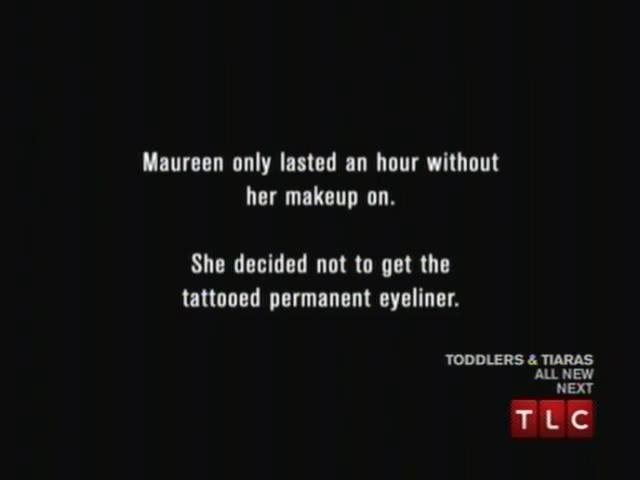 Maureen only lasted an hour without
her makeup on.
She decided not to get the
tattooed permanent eyeliner.
TODDLERS & TIARAS
ALL NEW
NEXT
TLC